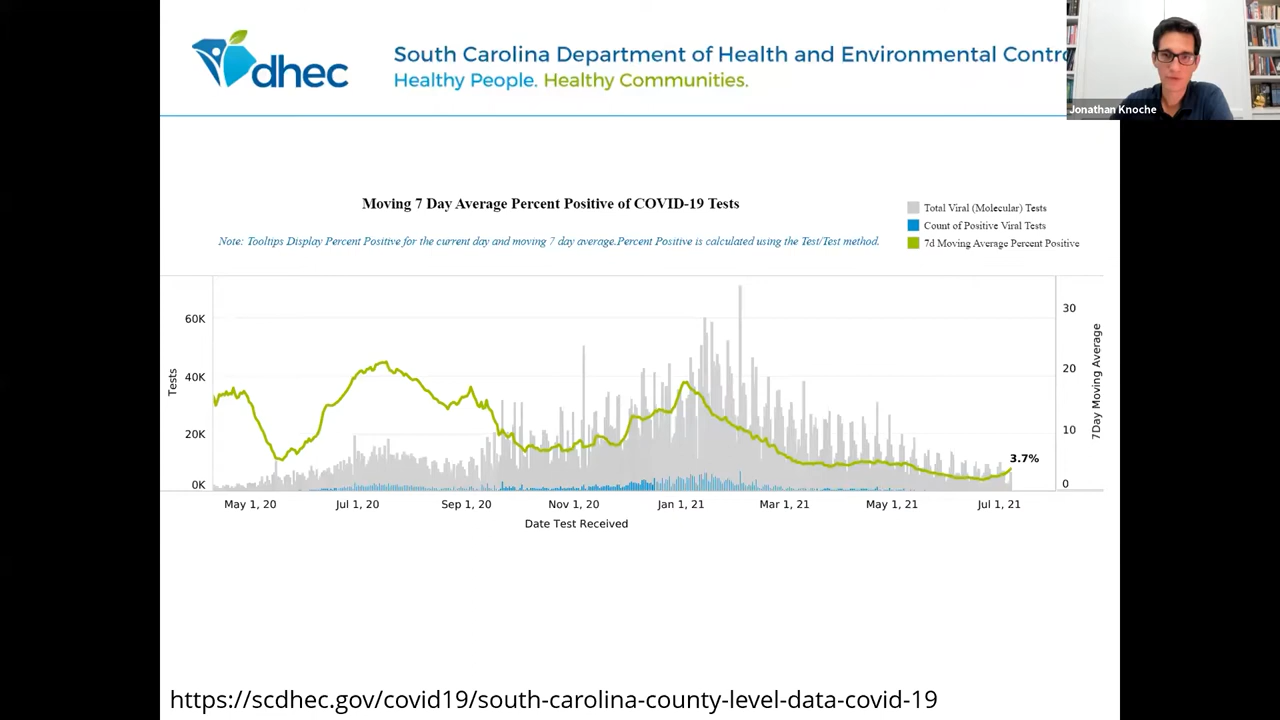 dhec
South Carolina Department of Health and Environmental Contro
Healthy People. Healthy Communities.
Jonathan Knoche
Moving 7 Day Average Percent Positive of COVID-19 Tests
Note: Tooltips Display Percent Positive for the current day and moving 7 day average.Percent Positive is calculated using the Test/Test method.
Total Viral (Molecular) Tests
Count of Positive Viral Tests
7d Moving Average Percent Positive
60K
40K
20K
0K
Tests
30
20
10
0
7Day Moving Average
3.7%
May 1, 20 Jul 1, 20 Sep 1, 20 Nov 1, 20 Jan 1, 21 Mar 1, 21 May 1, 21 Jul 1, 21
Date Test Received
https://scdhec.gov/covid19/south-carolina-county-level-data-covid-19